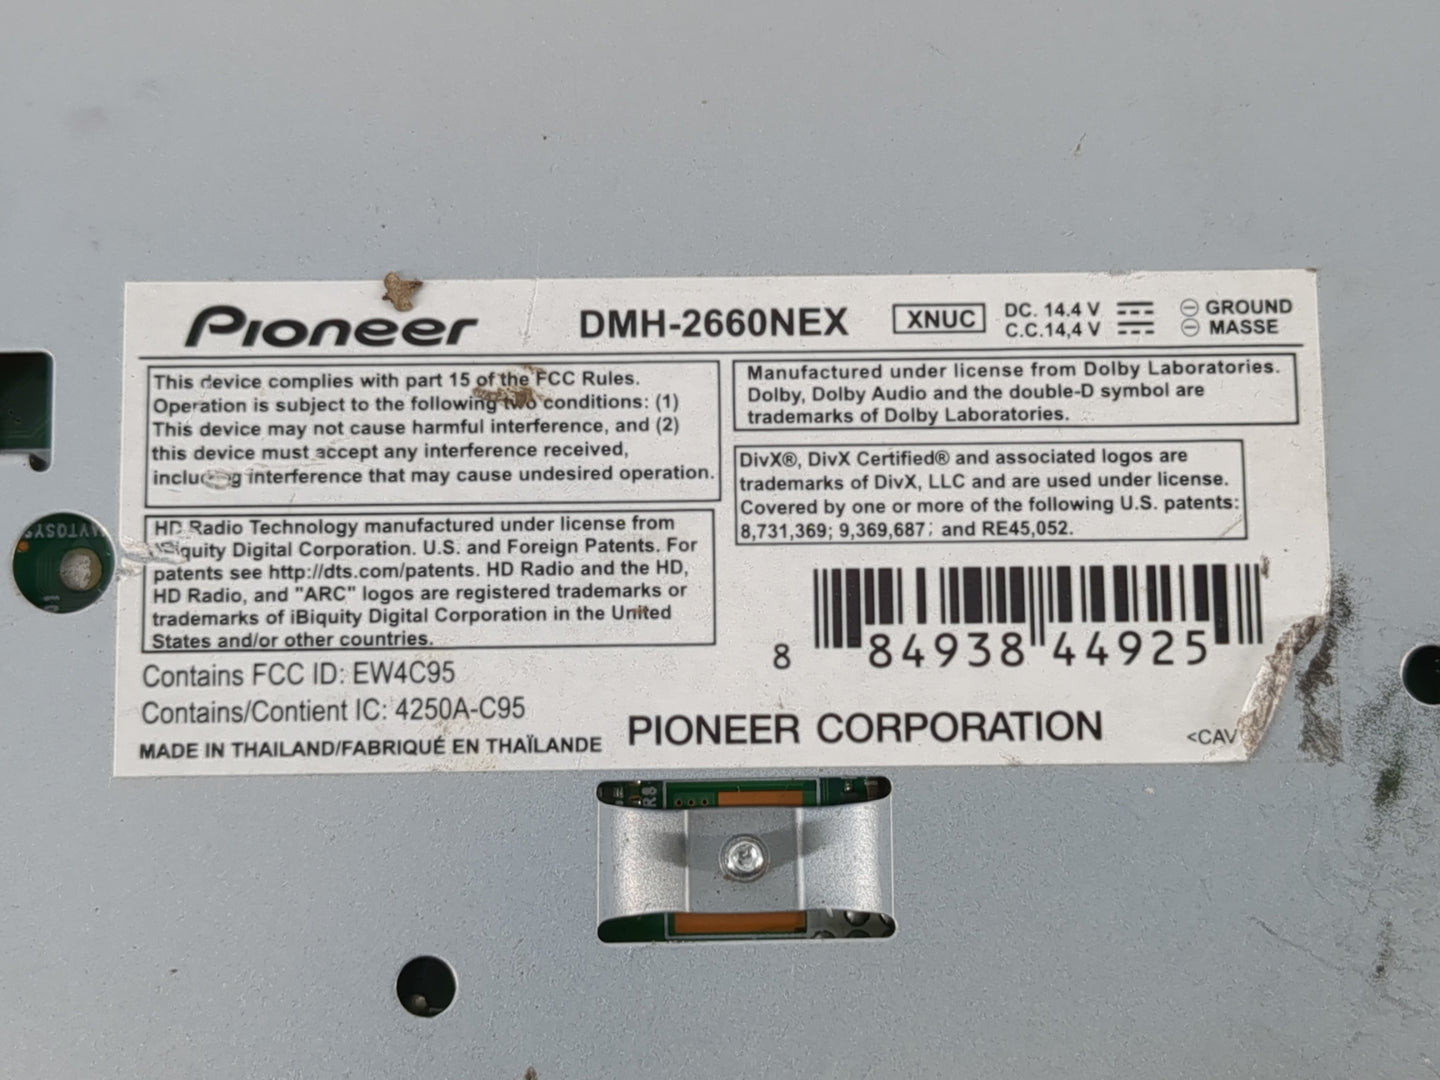 Pioneer
DMH-2660NEX
XNUC
DC. 14.4 V
C.C.14,4 V
GROUND
MASSE
This device complies with part 15 of the FCC Rules.
Operation is subject to the following two conditions: (1)
This device may not cause harmful interference, and (2)
this device must accept any interference received,
including interference that may cause undesired operation.
HD Radio Technology manufactured under license from
iBiquity Digital Corporation. U.S. and Foreign Patents. For
patents see http://dts.com/patents. HD Radio and the HD,
HD Radio, and "ARC" logos are registered trademarks or
trademarks of iBiquity Digital Corporation in the United
States and/or other countries.
Contains FCC ID: EW4C95
Contains/Contient IC: 4250A-C95
MADE IN THAILAND/FABRIQUÉ EN THAÏLANDE
Manufactured under license from Dolby Laboratories.
Dolby, Dolby Audio and the double-D symbol are
trademarks of Dolby Laboratories.
DivX®, DivX Certified® and associated logos are
trademarks of DivX, LLC and are used under license.
Covered by one or more of the following U.S. patents:
8,731,369; 9,369,687; and RE45,052.
8 84938 44925
PIONEER CORPORATION
<CAV
R8